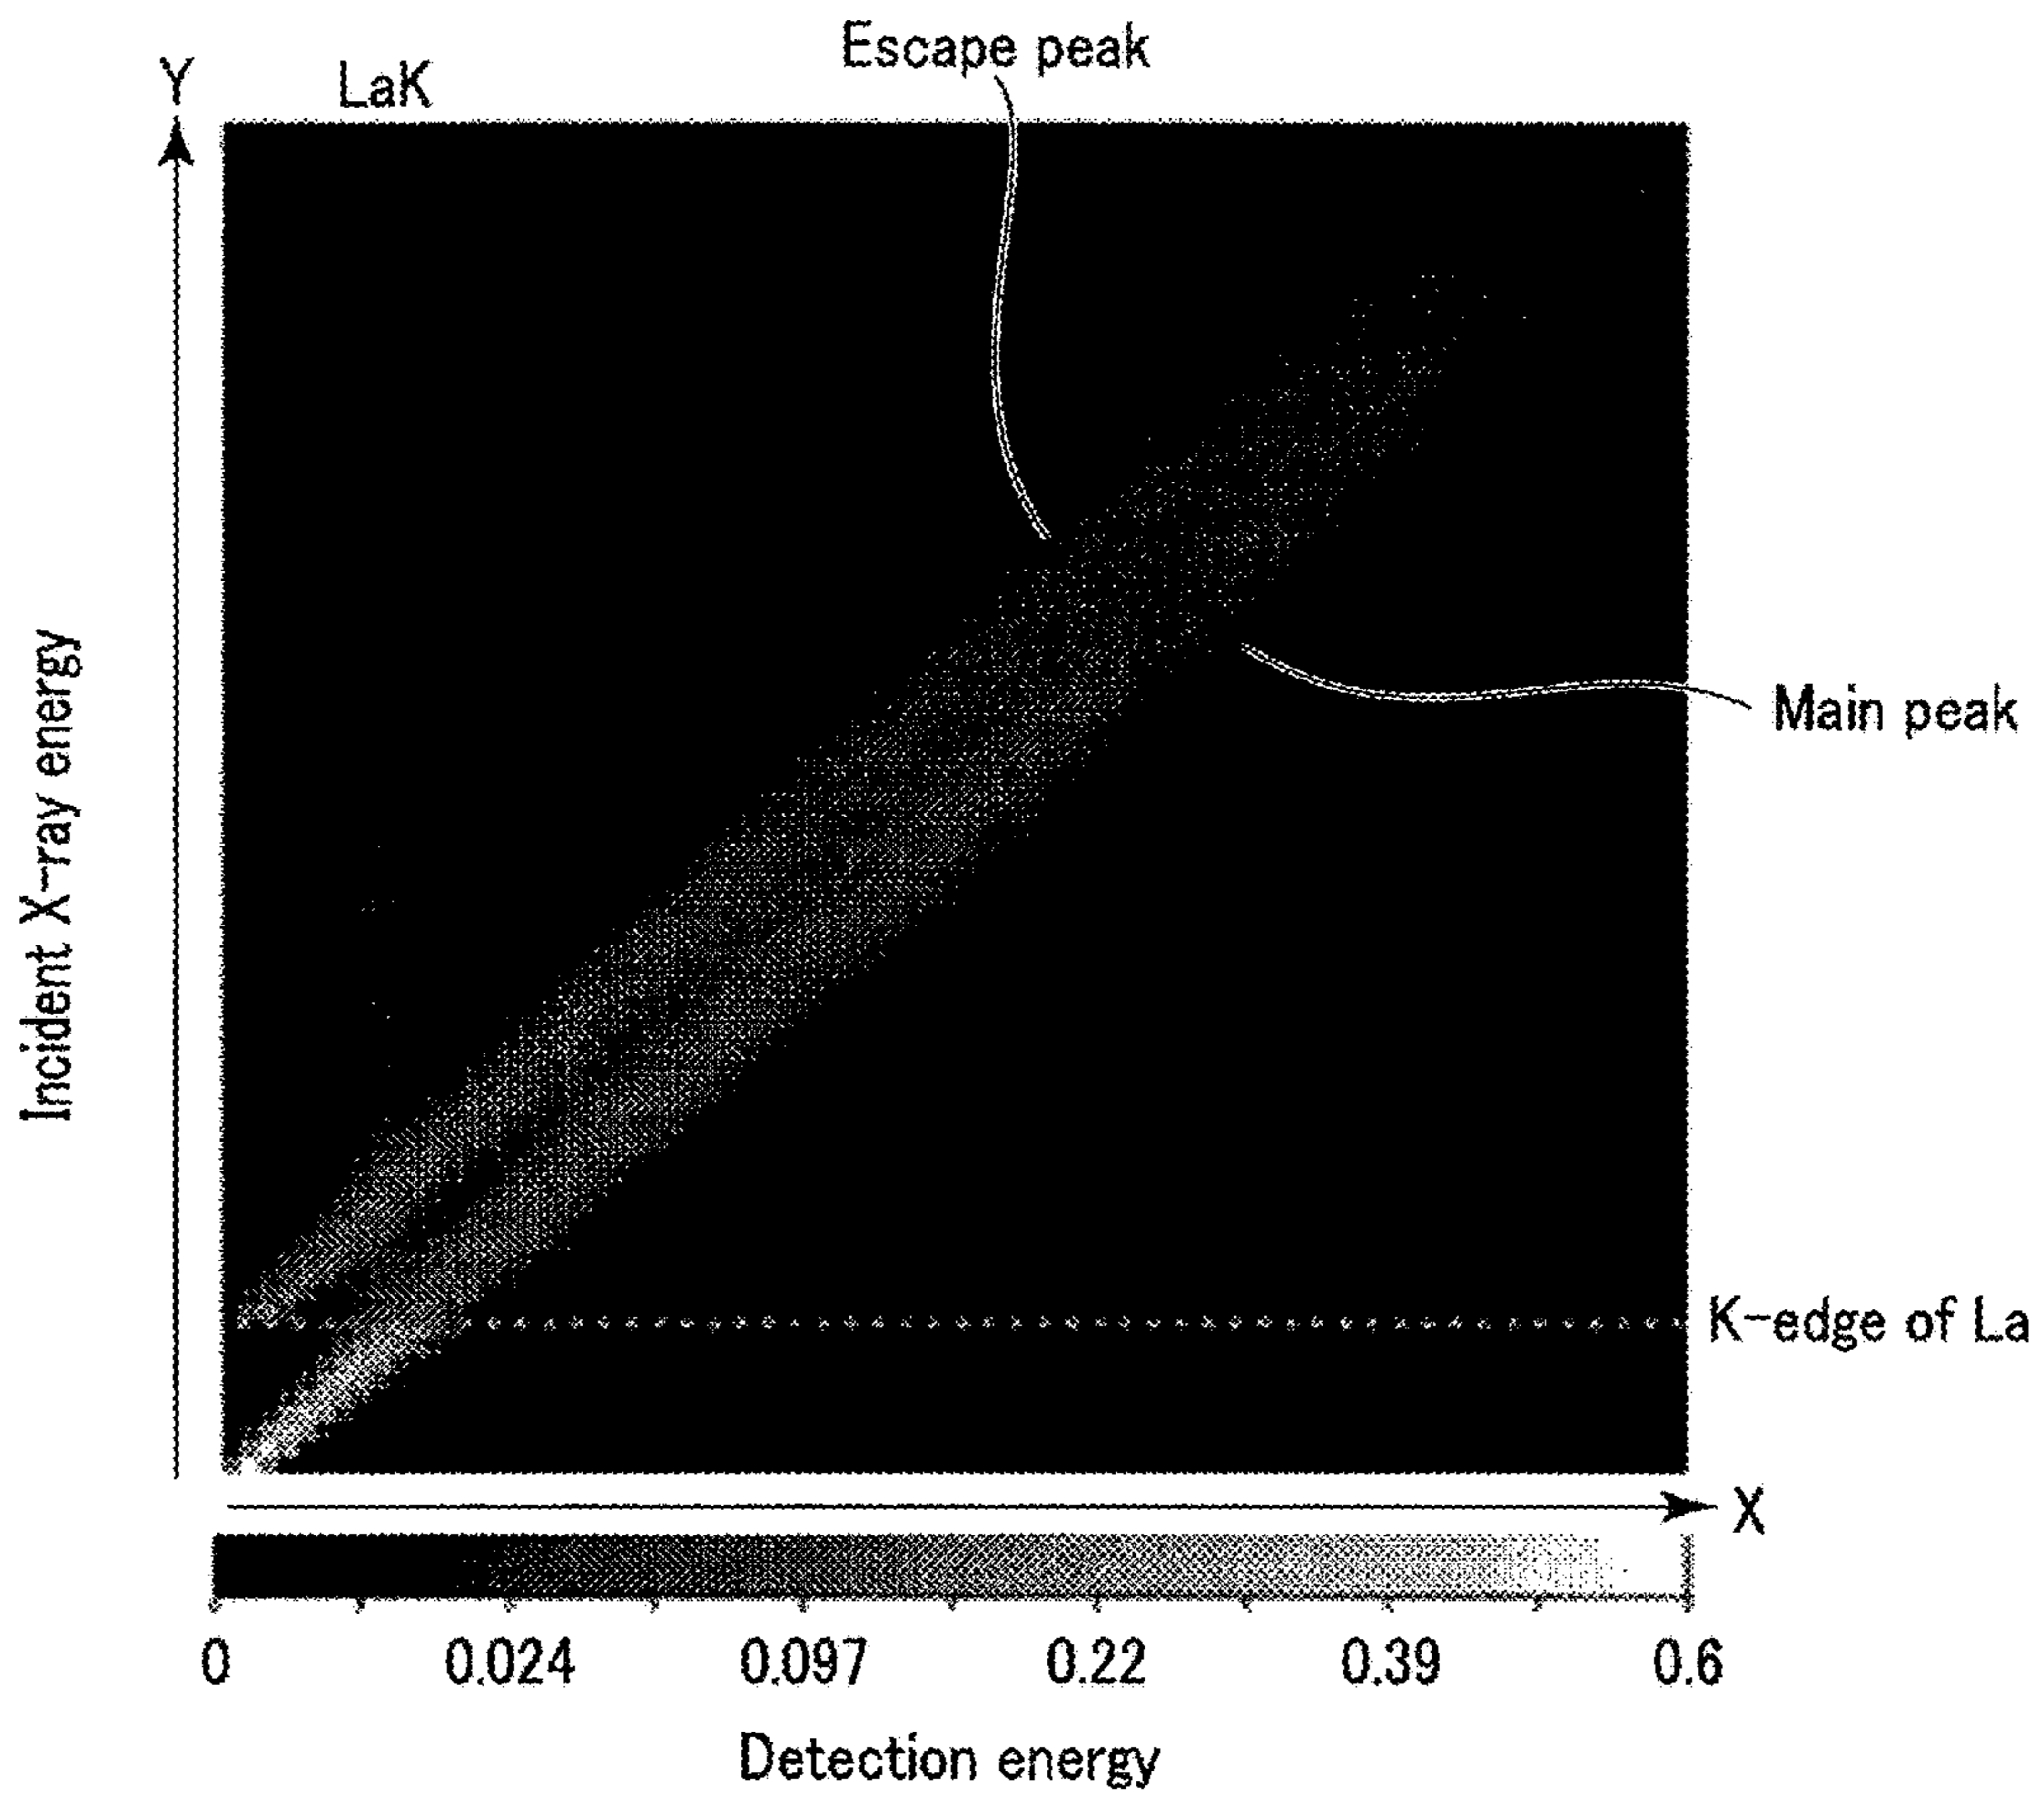 Escape peak
Y
LaK
Incident X-ray energy
Main peak
K-edge of La
X
0 0.024 0.097 0.22 0.39 0.6
Detection energy